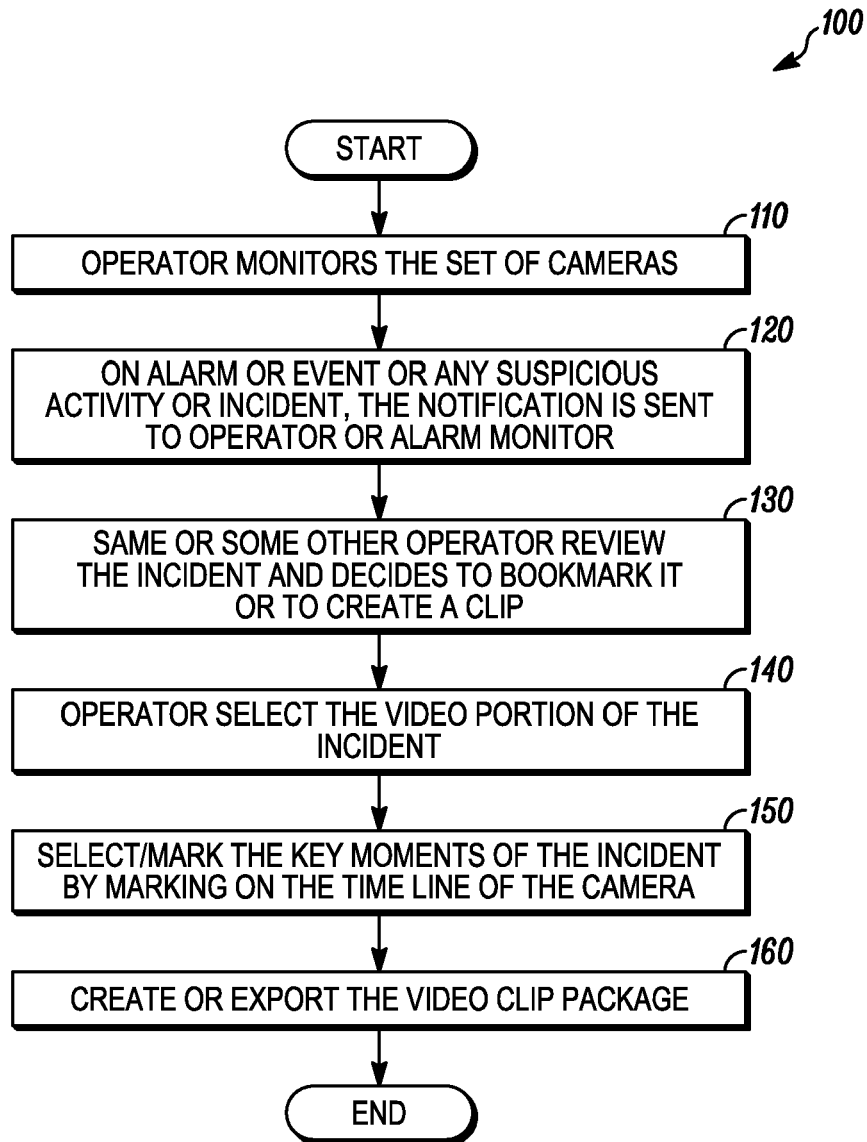 100
START
110
OPERATOR MONITORS THE SET OF CAMERAS
120
ON ALARM OR EVENT OR ANY SUSPICIOUS
ACTIVITY OR INCIDENT, THE NOTIFICATION IS SENT
TO OPERATOR OR ALARM MONITOR
130
SAME OR SOME OTHER OPERATOR REVIEW
THE INCIDENT AND DECIDES TO BOOKMARK IT
OR TO CREATE A CLIP
140
OPERATOR SELECT THE VIDEO PORTION OF THE
INCIDENT
150
SELECT/MARK THE KEY MOMENTS OF THE INCIDENT
BY MARKING ON THE TIME LINE OF THE CAMERA
160
CREATE OR EXPORT THE VIDEO CLIP PACKAGE
END